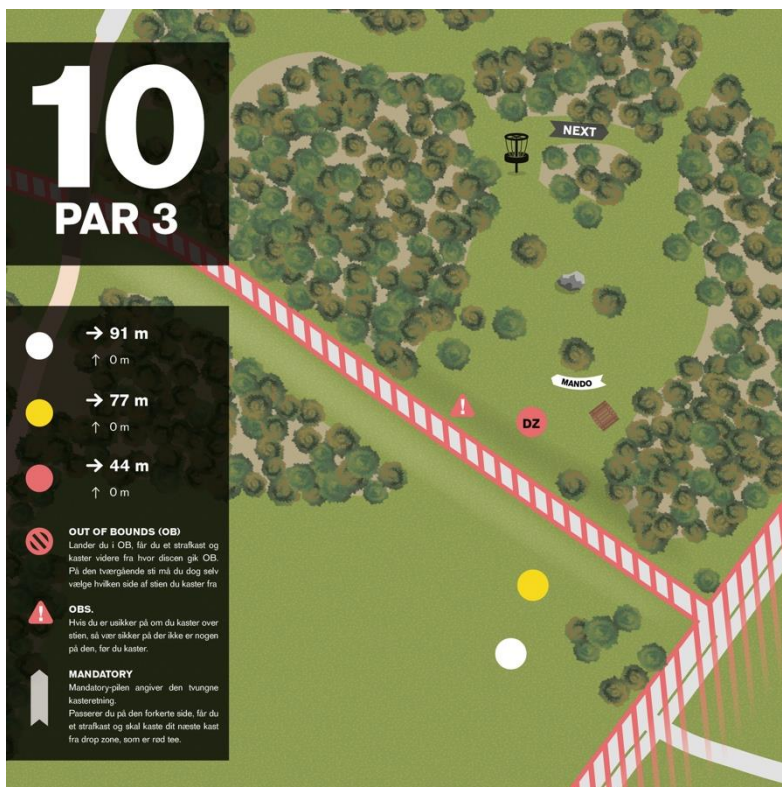 10
PAR 3
→ 91 m
↑ 0 m
→ 77 m
↑ 0 m
→ 44 m
↑ 0 m
OUT OF BOUNDS (OB)
Lander du i OB, får du et strafkast og
kaster videre fra hvor discen gik OB.
På den tværgående sti må du dog selv
vælge hvilken side af stien du kaster fra
OBS.
Hvis du er usikker på om du kaster over
stien, så vær sikker på der ikke er nogen
på den, før du kaster.
MANDATORY
Mandatory-pilen angiver den tvungne
kasteretning.
Passerer du på den forkerte side, får du
et strafkast og skal kaste dit næste kast
fra drop zone, som er rød tee.
NEXT
MANDO
!
DZ